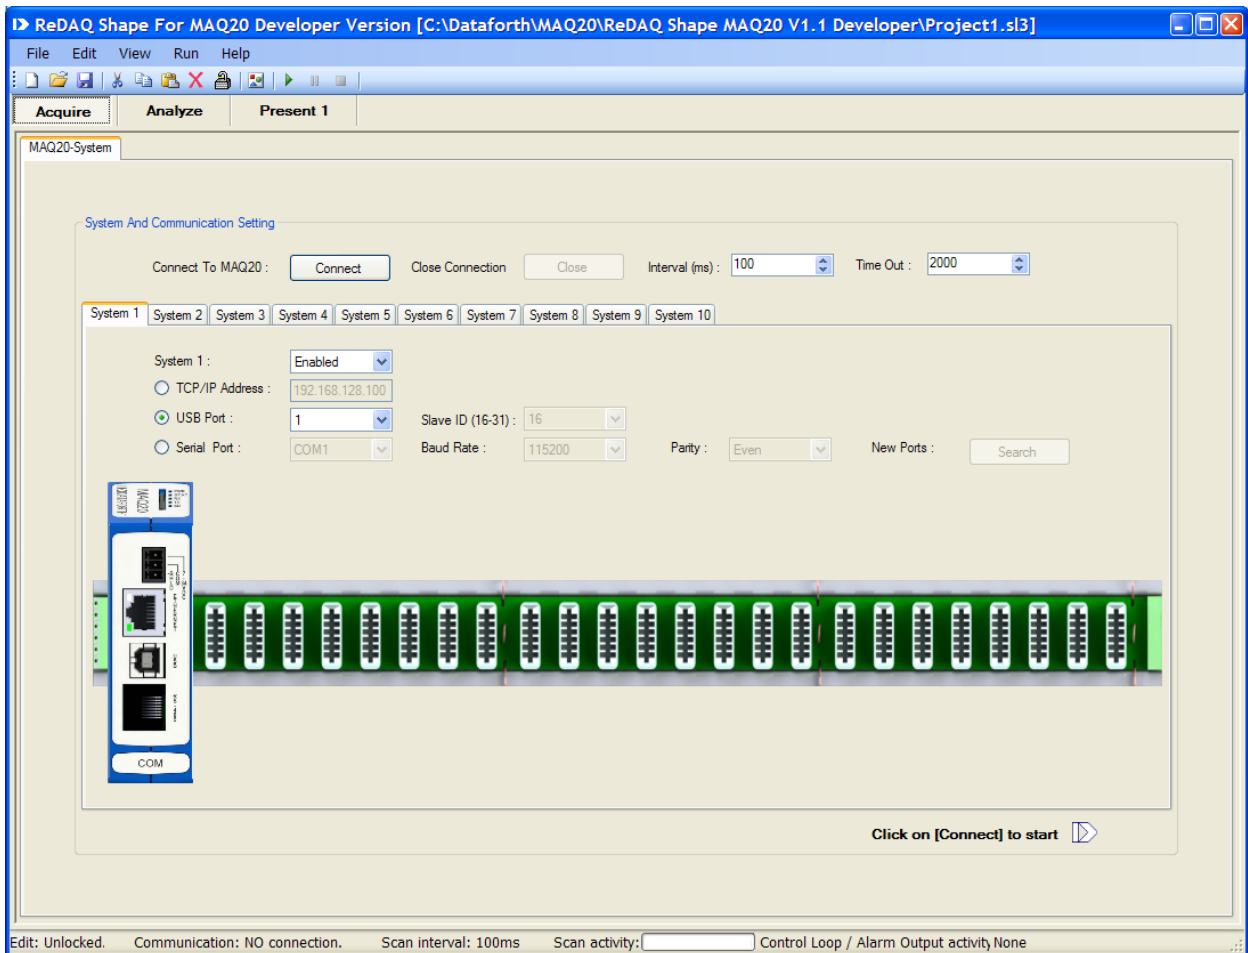 ReDAQ Shape For MAQ20 Developer Version [C:\Dataforth\MAQ20\ReDAQ Shape MAQ20 V1.1 Developer\Project1.sl3]
File Edit View Run Help
Acquire Analyze Present 1
MAQ20-System
System And Communication Setting
Connect To MAQ20 : Connect Close Connection Close Interval (ms) : 100 Time Out : 2000
System 1 System 2 System 3 System 4 System 5 System 6 System 7 System 8 System 9 System 10
System 1 : Enabled
TCP/IP Address : 192.168.128.100
USB Port : 1 Slave ID (16-31) : 16
Serial Port : COM1 Baud Rate : 115200 Parity : Even New Ports : Search
MAQ20
COM
Click on [Connect] to start
Edit: Unlocked. Communication: NO connection. Scan interval: 100ms Scan activity: Control Loop / Alarm Output activity None